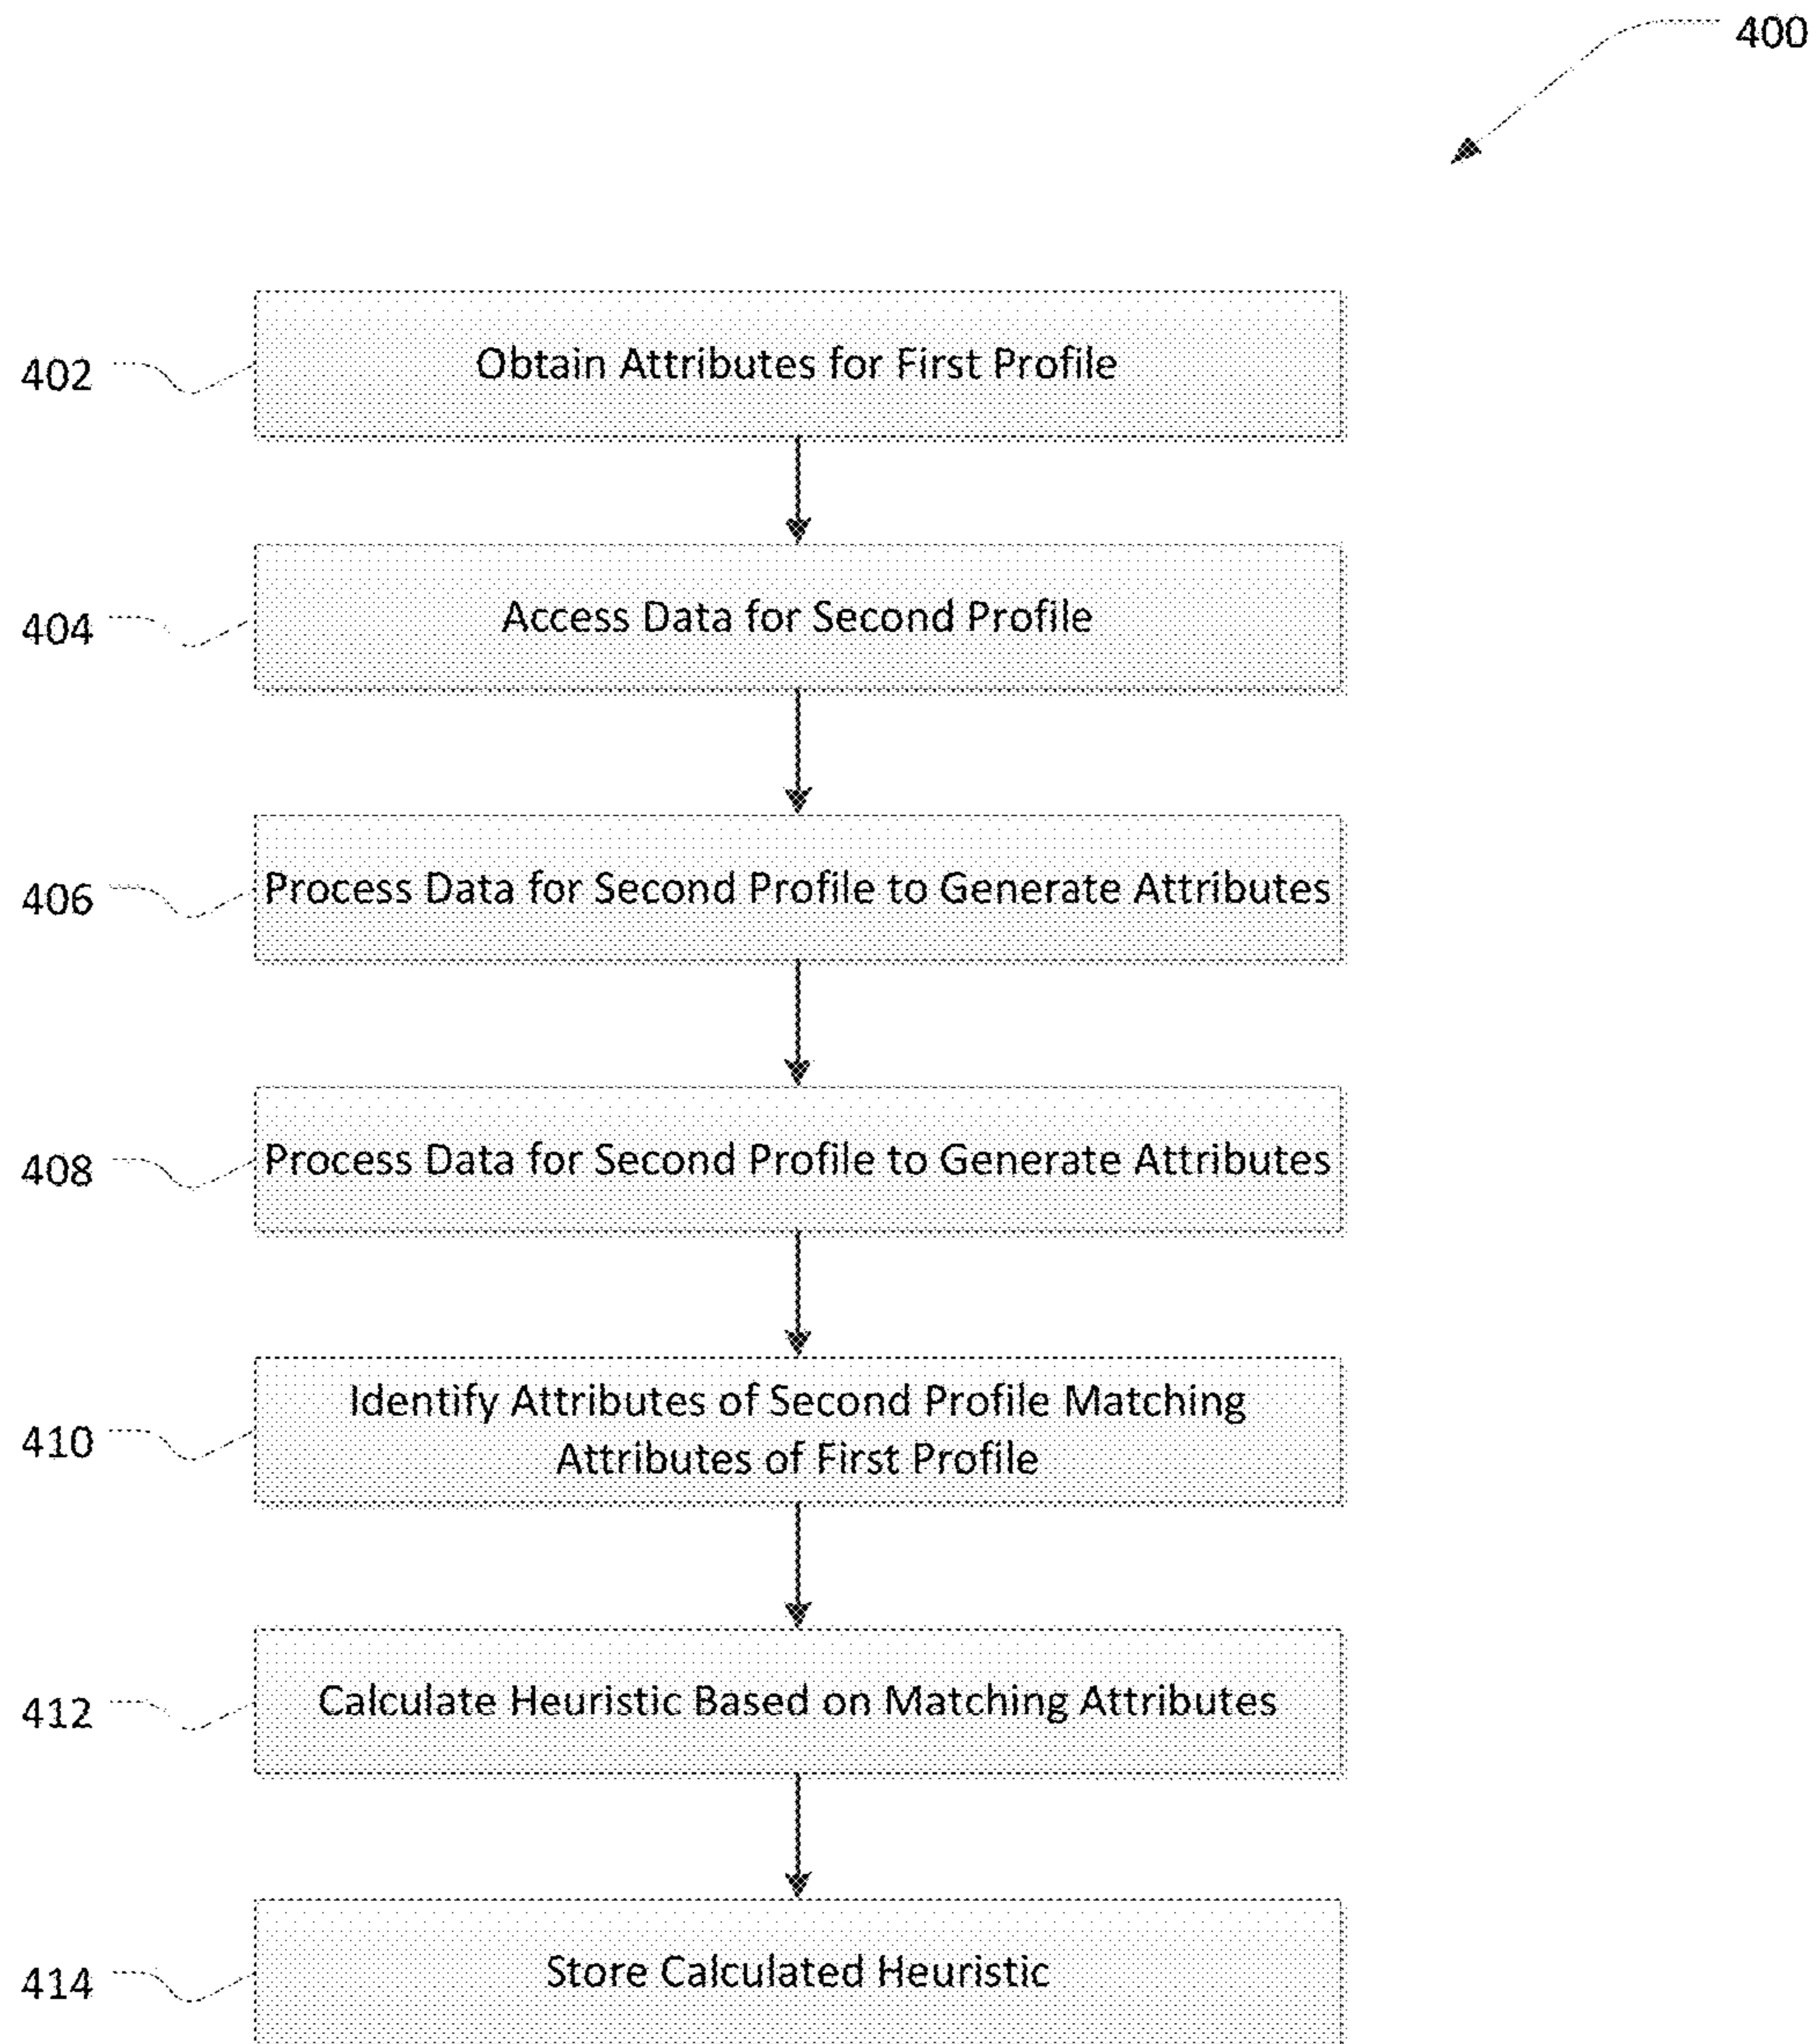 400
402
Obtain Attributes for First Profile
404
Access Data for Second Profile
406
Process Data for Second Profile to Generate Attributes
408
Process Data for Second Profile to Generate Attributes
410
Identify Attributes of Second Profile Matching
Attributes of First Profile
412
Calculate Heuristic Based on Matching Attributes
414
Store Calculated Heuristic